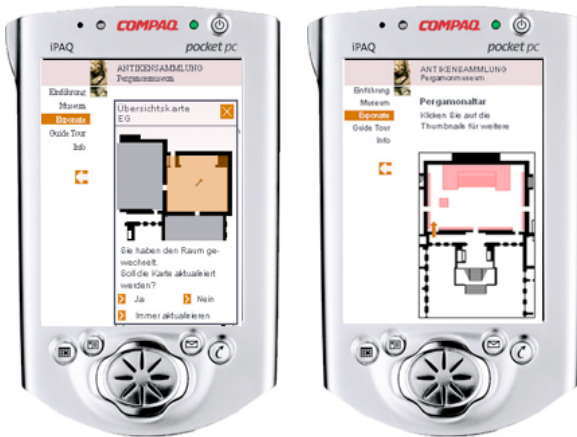 COMPAQ
iPAQ
pocket pc
ANTIKENSAMMLUNG
Pergamonmuseum
Einführung
Museum
Exponate
Guide Tour
Info
Übersichtskarte
EG
Sie haben den Raum ge-
wechselt.
Soll die Karte aktualisiert
werden?
Ja
Nein
Immer aktualisieren
COMPAQ
iPAQ
pocket pc
ANTIKENSAMMLUNG
Pergamonmuseum
Einführung
Museum
Exponate
Guide Tour
Info
Pergamonaltar
Klicken Sie auf die
Thumbnails für weitere